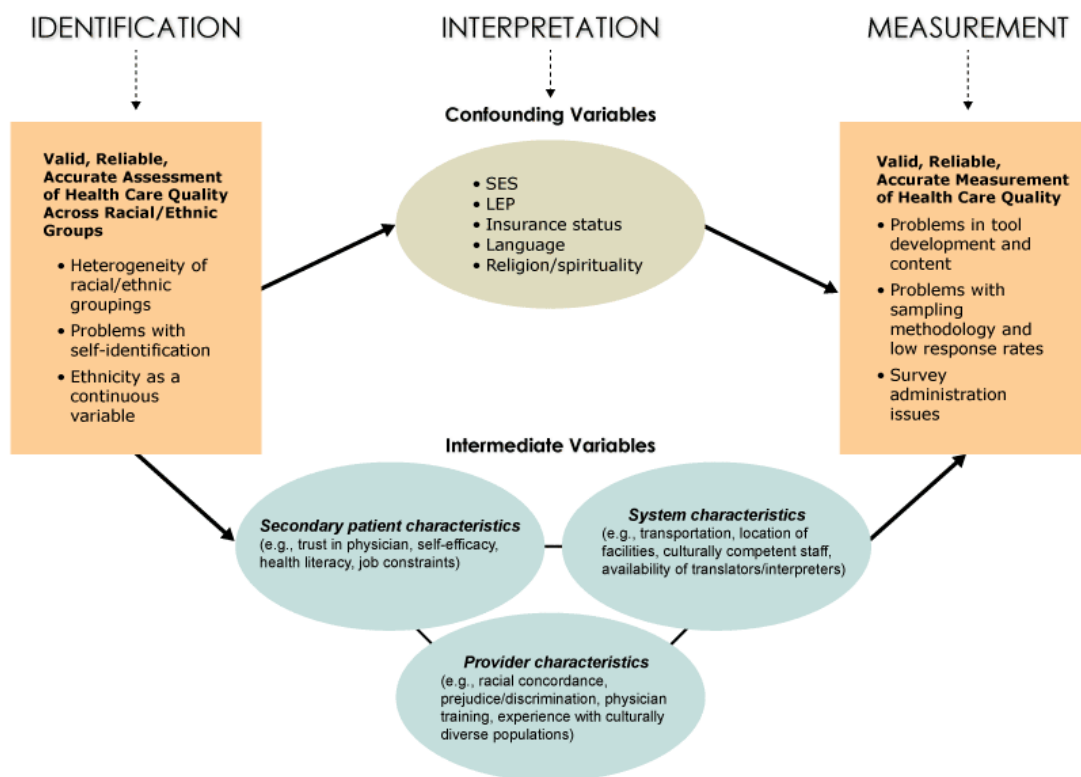 IDENTIFICATION
INTERPRETATION
MEASUREMENT
Valid, Reliable,
Accurate Assessment
of Health Care Quality
Across Racial/Ethnic
Groups
• Heterogeneity of
racial/ethnic
groupings
• Problems with
self-identification
• Ethnicity as a
continuous
variable
Confounding Variables
• SES
• LEP
• Insurance status
• Language
• Religion/spirituality
Valid, Reliable,
Accurate Measurement
of Health Care Quality
• Problems in tool
development and
content
• Problems with
sampling
methodology and
low response rates
• Survey
administration
issues
Intermediate Variables
Secondary patient characteristics
(e.g., trust in physician, self-efficacy,
health literacy, job constraints)
System characteristics
(e.g., transportation, location of
facilities, culturally competent staff,
availability of translators/interpreters)
Provider characteristics
(e.g., racial concordance,
prejudice/discrimination, physician
training, experience with culturally
diverse populations)